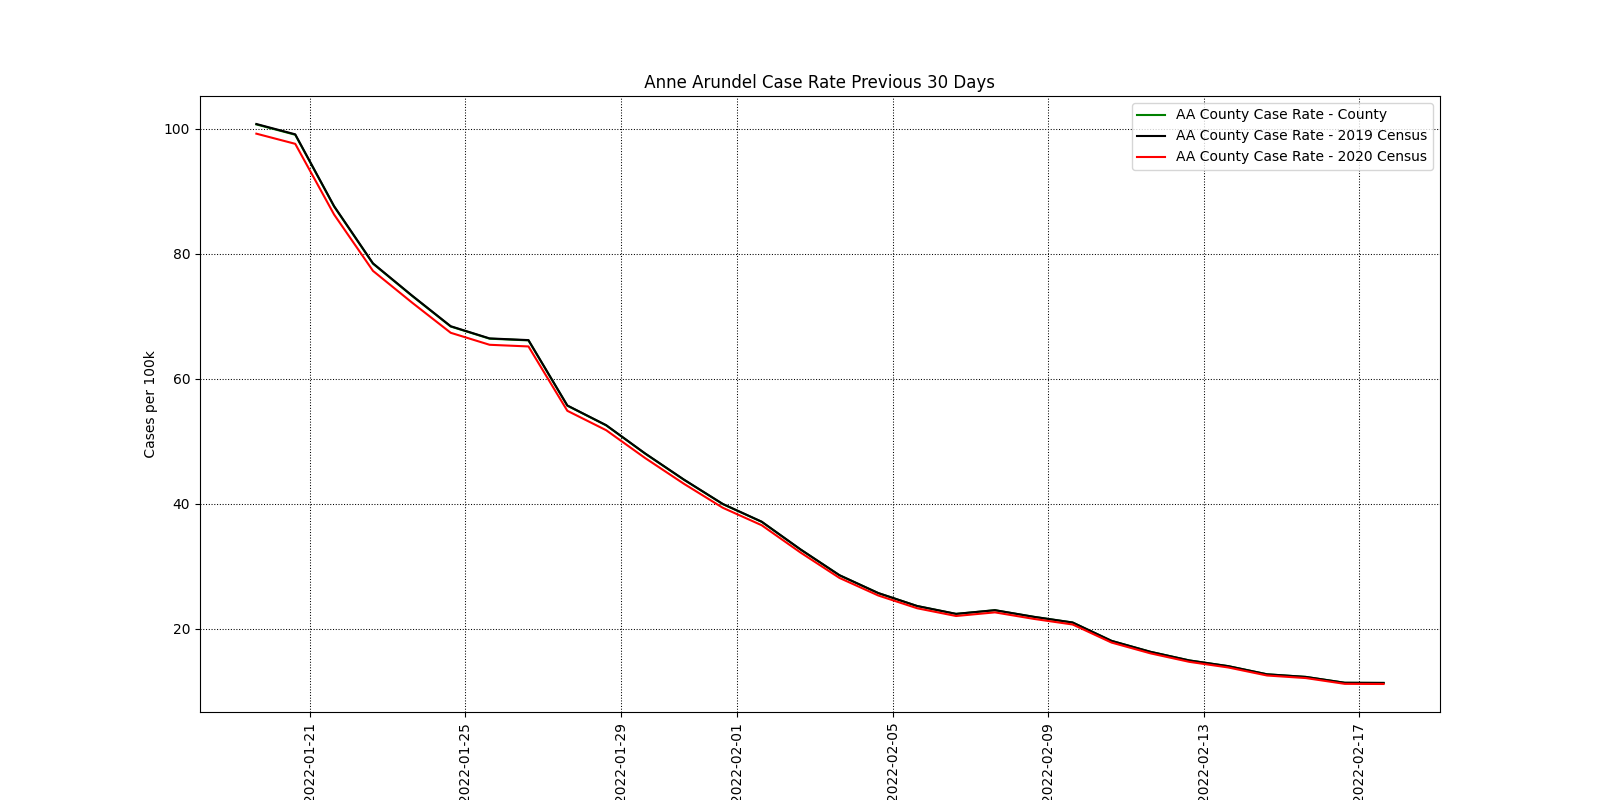 Anne Arundel Case Rate Previous 30 Days
AA County Case Rate - County
AA County Case Rate - 2019 Census
AA County Case Rate - 2020 Census
Cases per 100k
100
80
60
40
20
2022-01-21
2022-01-25
2022-01-29
2022-02-01
2022-02-05
2022-02-09
2022-02-13
2022-02-17